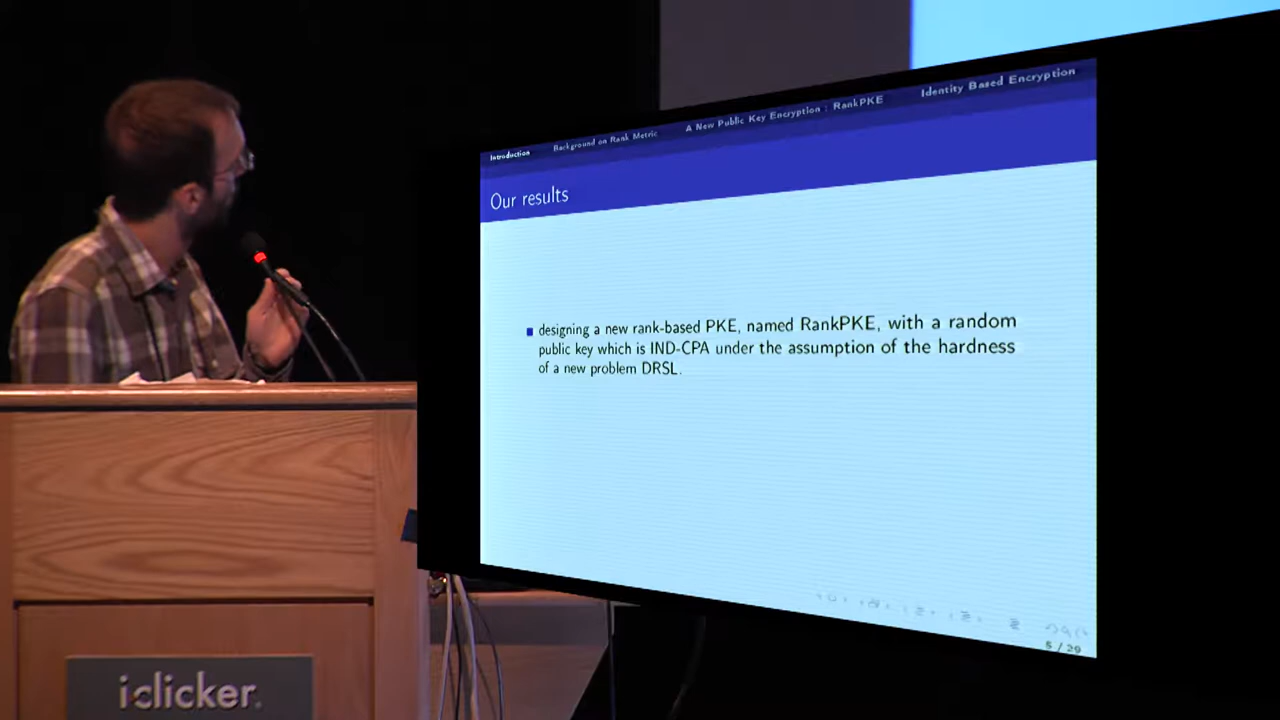 Introduction Background on Rank Metric A New Public Key Encryption : RankPKE Identity Based Encryption
Our results
designing a new rank-based PKE, named RankPKE, with a random
public key which is IND-CPA under the assumption of the hardness
of a new problem DRSL.
5 / 29
iclicker.